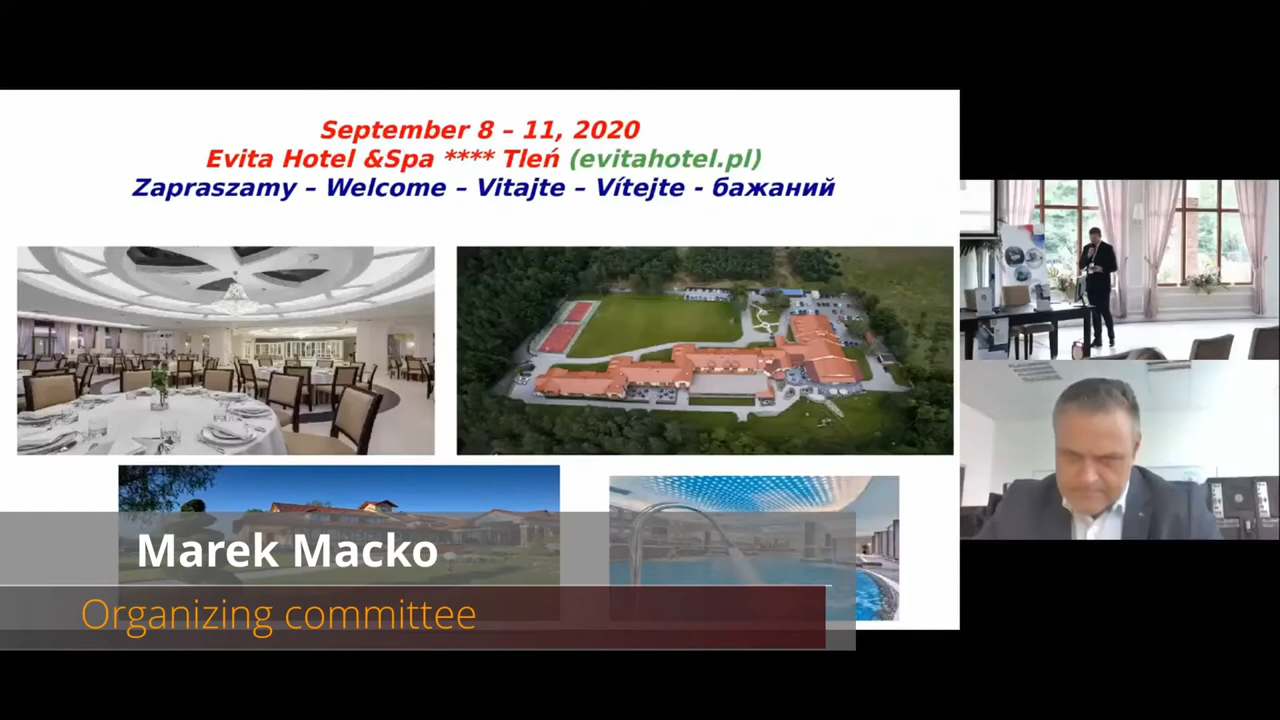 September 8 – 11, 2020
Evita Hotel &Spa **** Tleń (evitahotel.pl)
Zapraszamy – Welcome – Vitajte – Vítejte - бажаний
Marek Macko
Organizing committee